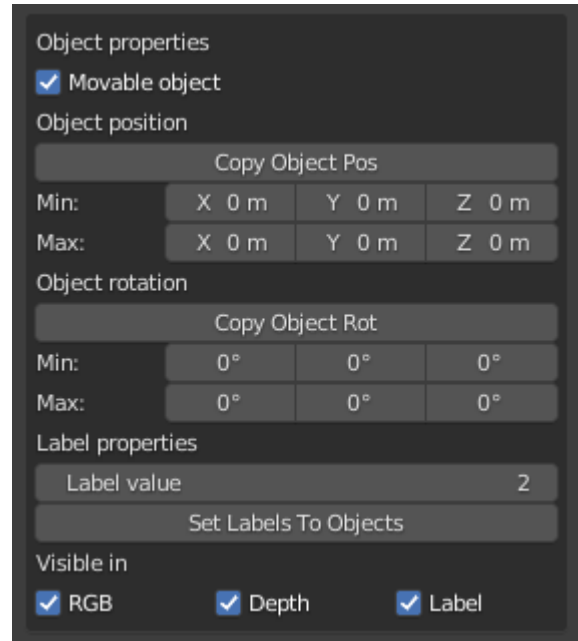 Object properties
Movable object
Object position
Copy Object Pos
Min: X 0 m Y 0 m Z 0 m
Max: X 0 m Y 0 m Z 0 m
Object rotation
Copy Object Rot
Min: 0° 0° 0°
Max: 0° 0° 0°
Label properties
Label value 2
Set Labels To Objects
Visible in
RGB Depth Label